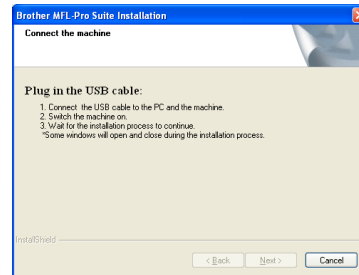 Brother MFL-Pro Suite Installation
Connect the machine
Plug in the USB cable:
1. Connect the USB cable to the PC and the machine.
2. Switch the machine on.
3. Wait for the installation process to continue.
*Some windows will open and close during the installation process.
InstallShield
< Back Next > Cancel